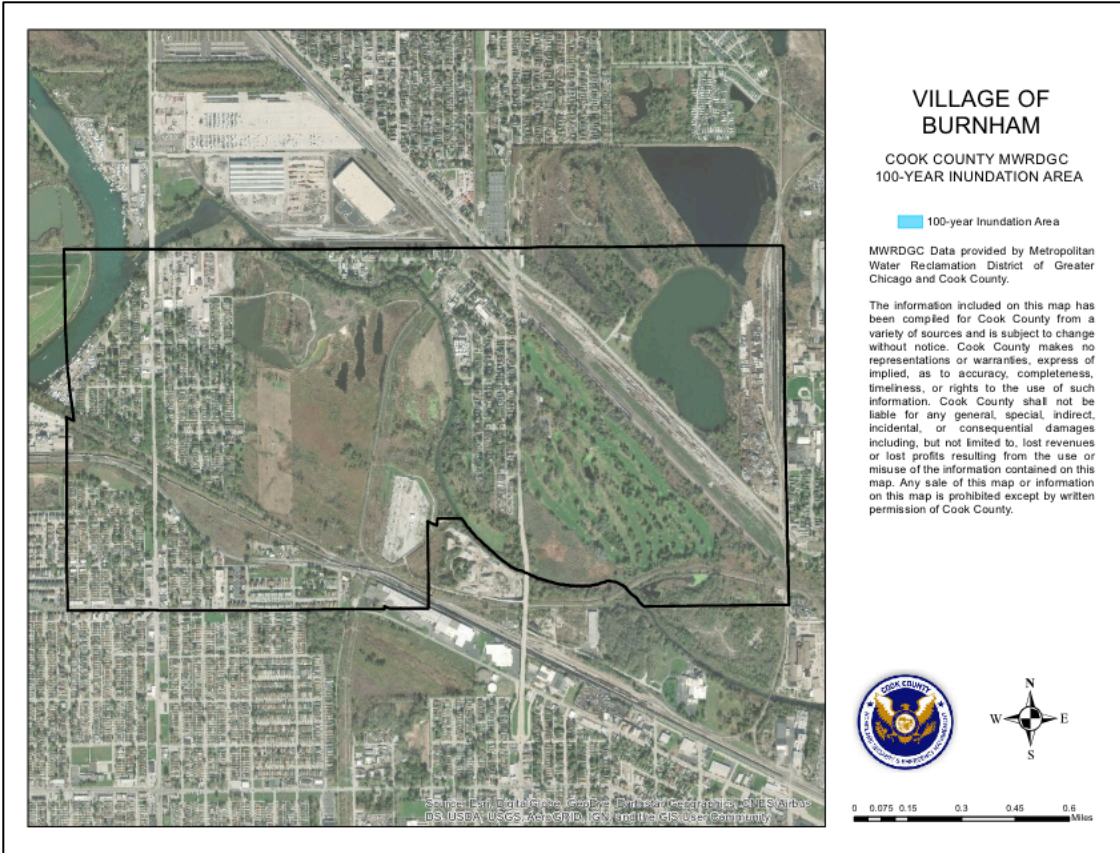 VILLAGE OF
BURNHAM
COOK COUNTY MWRDGC
100-YEAR INUNDATION AREA
100-year Inundation Area
MWRDGC Data provided by Metropolitan
Water Reclamation District of Greater
Chicago and Cook County.
The information included on this map has
been compiled for Cook County from a
variety of sources and is subject to change
without notice. Cook County makes no
representations or warranties, express of
implied, as to accuracy, completeness,
timeliness, or rights to the use of such
information. Cook County shall not be
liable for any general, special, indirect,
incidental, or consequential damages
including, but not limited to, lost revenues
or lost profits resulting from the use or
misuse of the information contained on this
map. Any sale of this map or information
on this map is prohibited except by written
permission of Cook County.
COOK COUNTY
HOMELAND SECURITY & EMERGENCY MANAGEMENT
N
W E
S
0 0.075 0.15 0.3 0.45 0.6
Miles
Source: Esri, DigitalGlobe, GeoEye, Earthstar Geographics, CNES/Airbus
DS, USDA, USGS, AeroGRID, IGN, and the GIS User Community